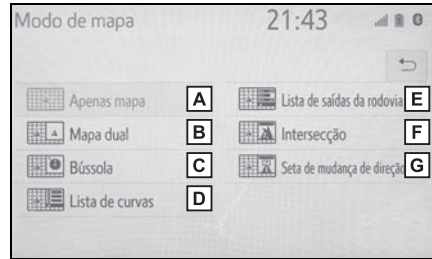 Modo de mapa 21:43
Apenas mapa A
Mapa dual B
Bússola C
Lista de curvas D
Lista de saídas da rodovia E
Intersecção F
Seta de mudança de direção G